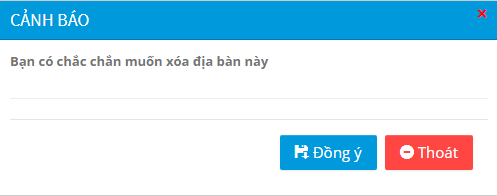 CẢNH BÁO
Bạn có chắc chắn muốn xóa địa bàn này
Đồng ý
Thoát